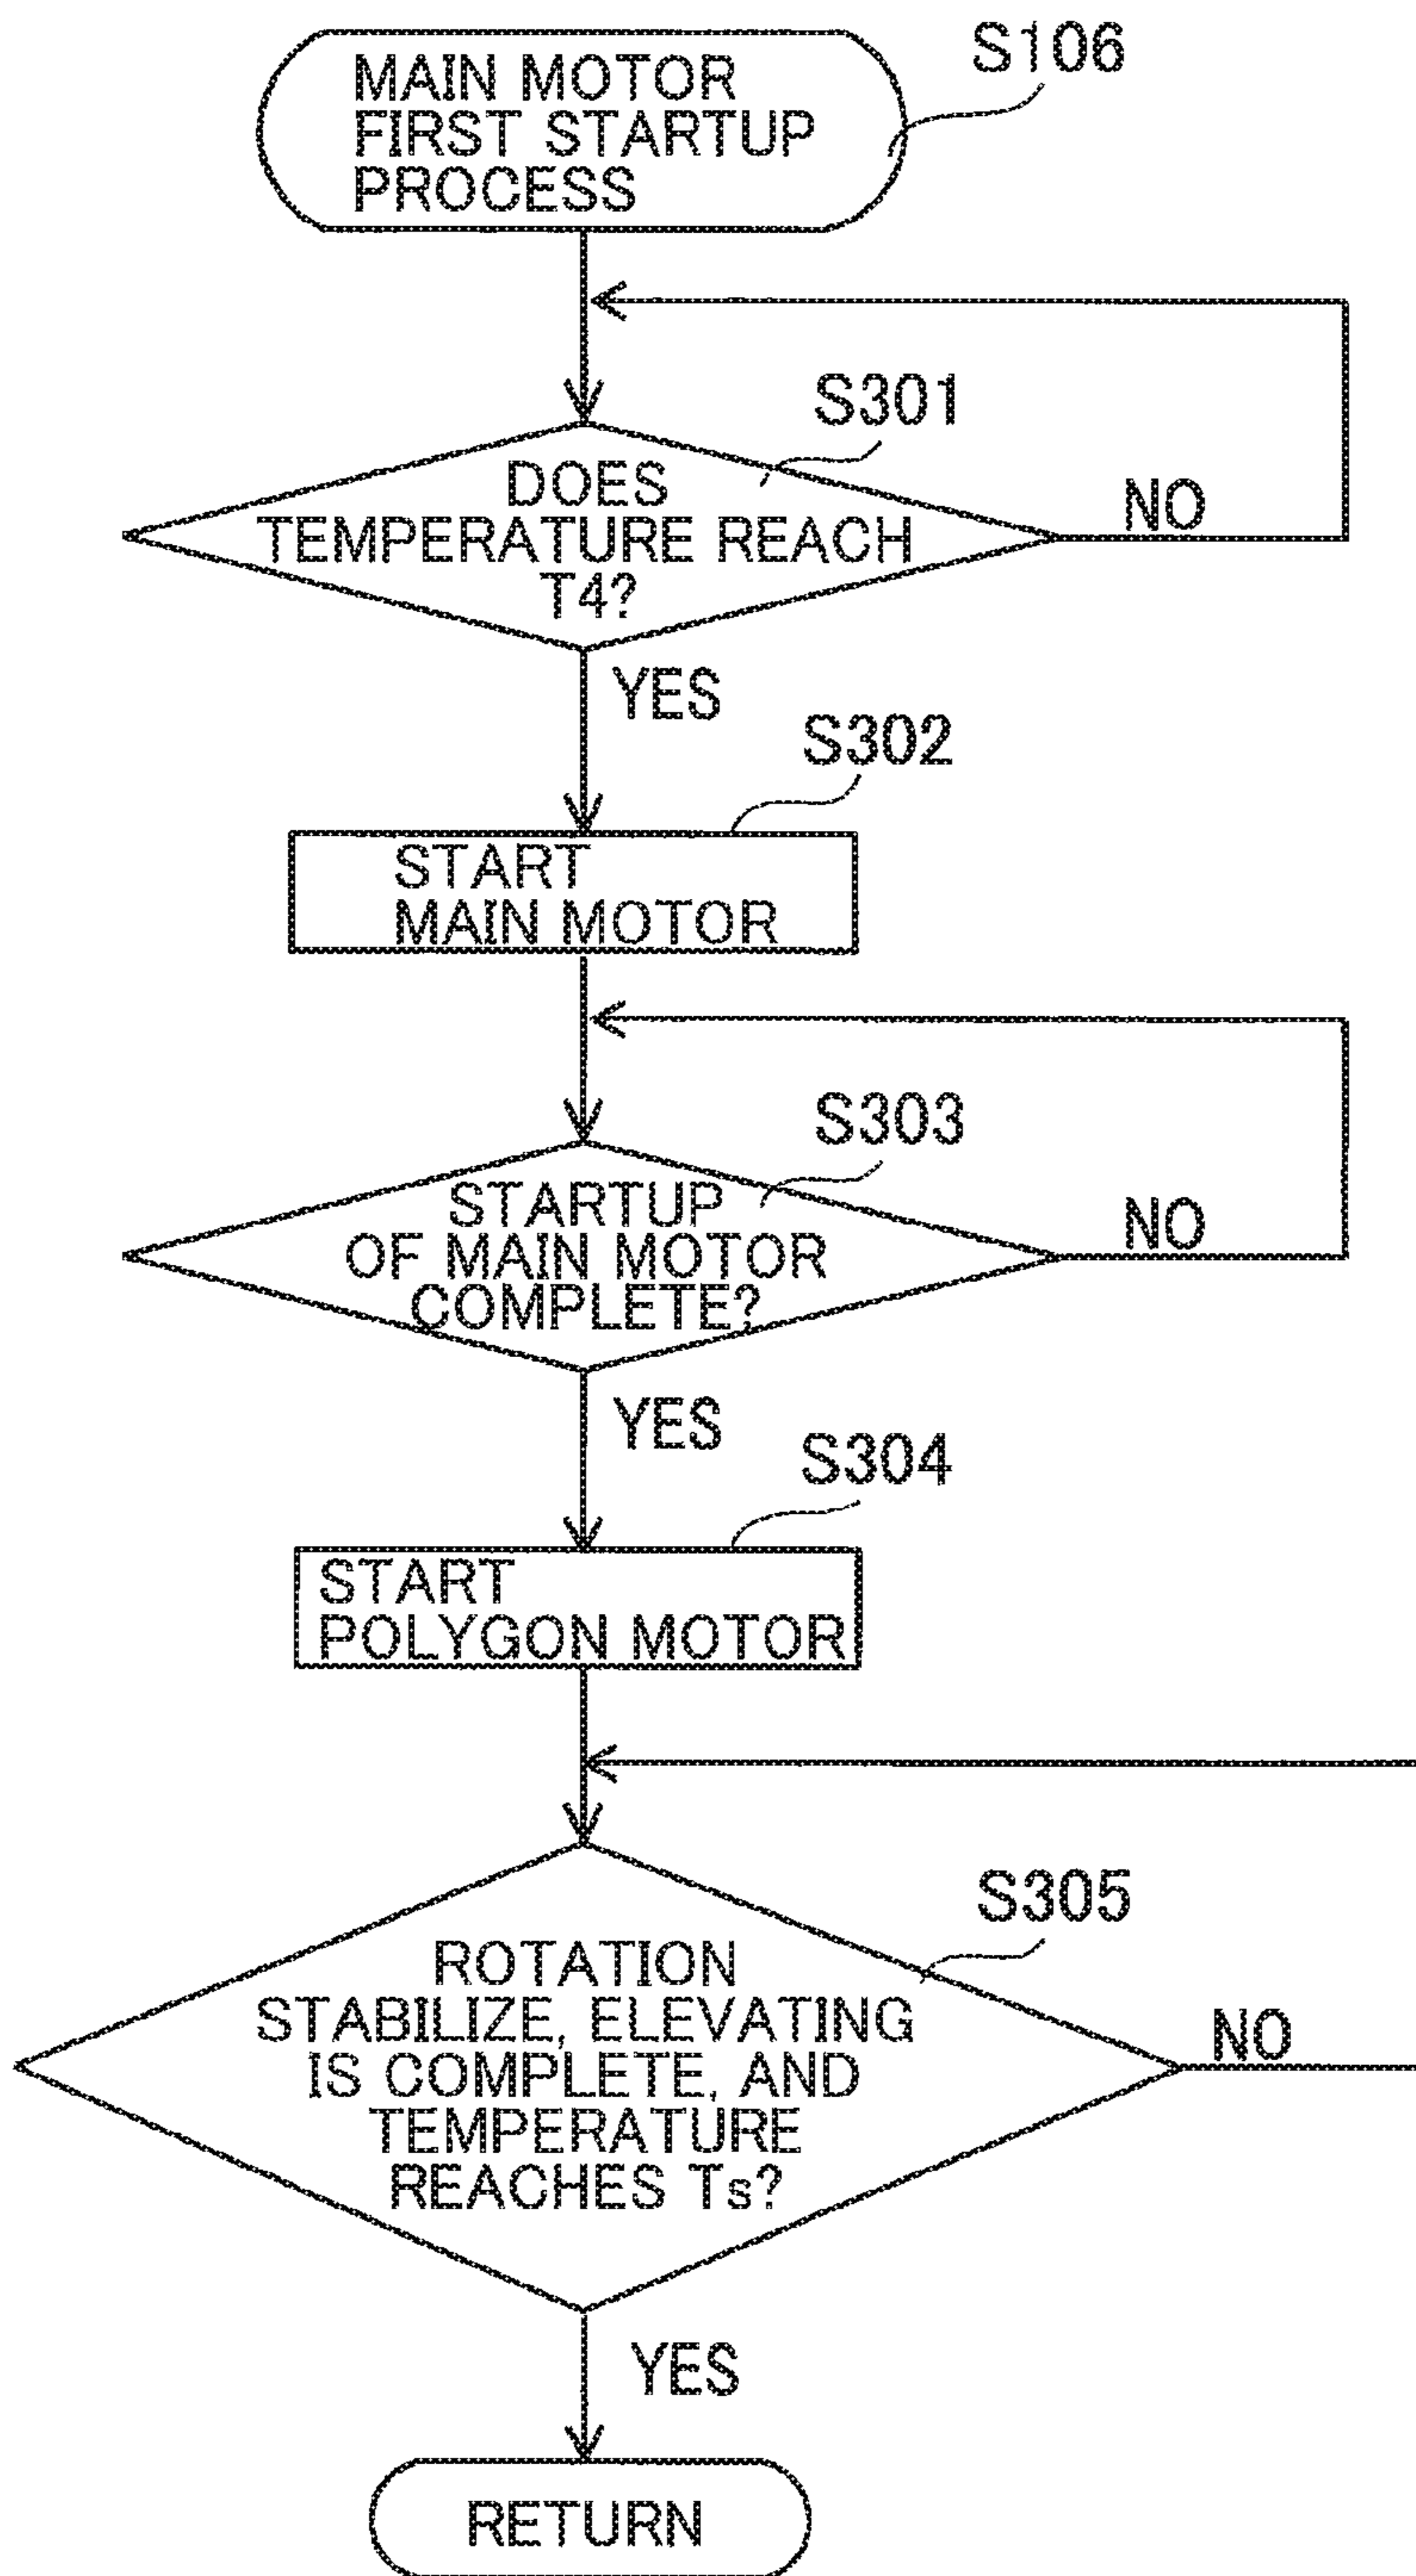 S106
MAIN MOTOR
FIRST STARTUP
PROCESS
S301
DOES
TEMPERATURE REACH
T4?
NO
YES
S302
START
MAIN MOTOR
S303
STARTUP
OF MAIN MOTOR
COMPLETE?
NO
YES
S304
START
POLYGON MOTOR
S305
ROTATION
STABILIZE, ELEVATING
IS COMPLETE, AND
TEMPERATURE
REACHES Ts?
NO
YES
RETURN